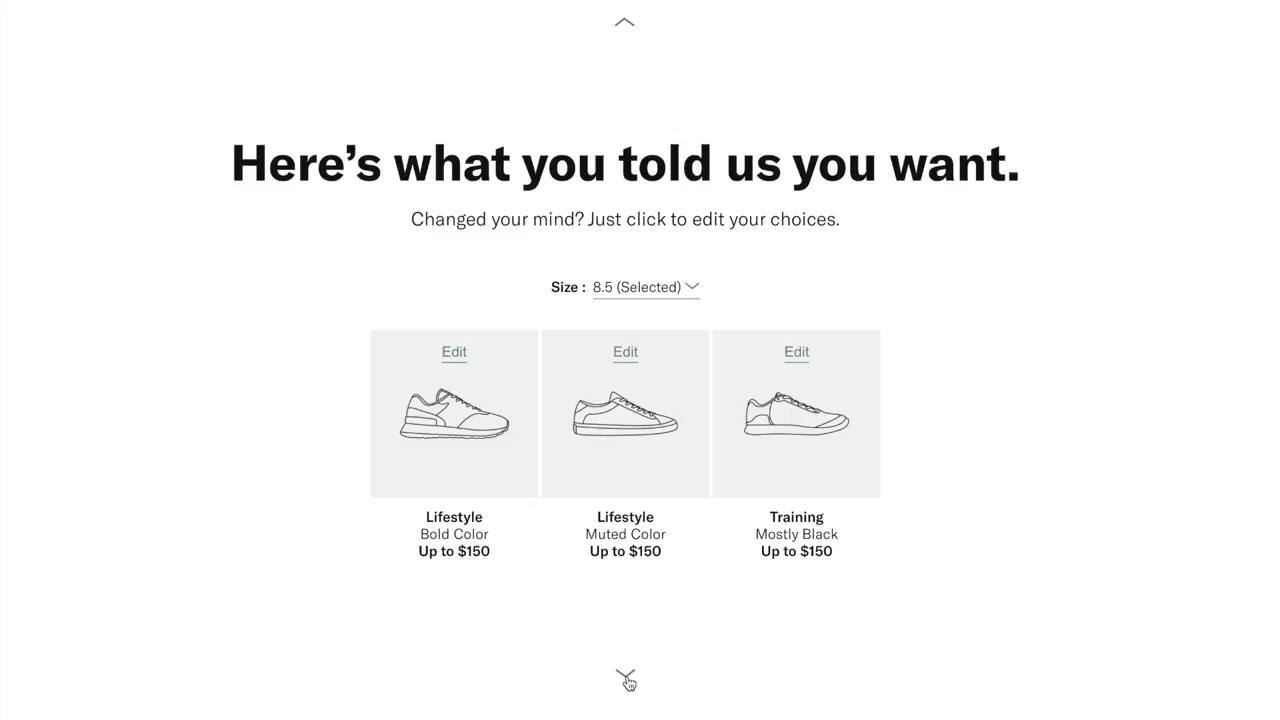 Here’s what you told us you want.
Changed your mind? Just click to edit your choices.
Size : 8.5 (Selected)
Edit Edit Edit
Lifestyle Lifestyle Training
Bold Color Muted Color Mostly Black
Up to $150 Up to $150 Up to $150